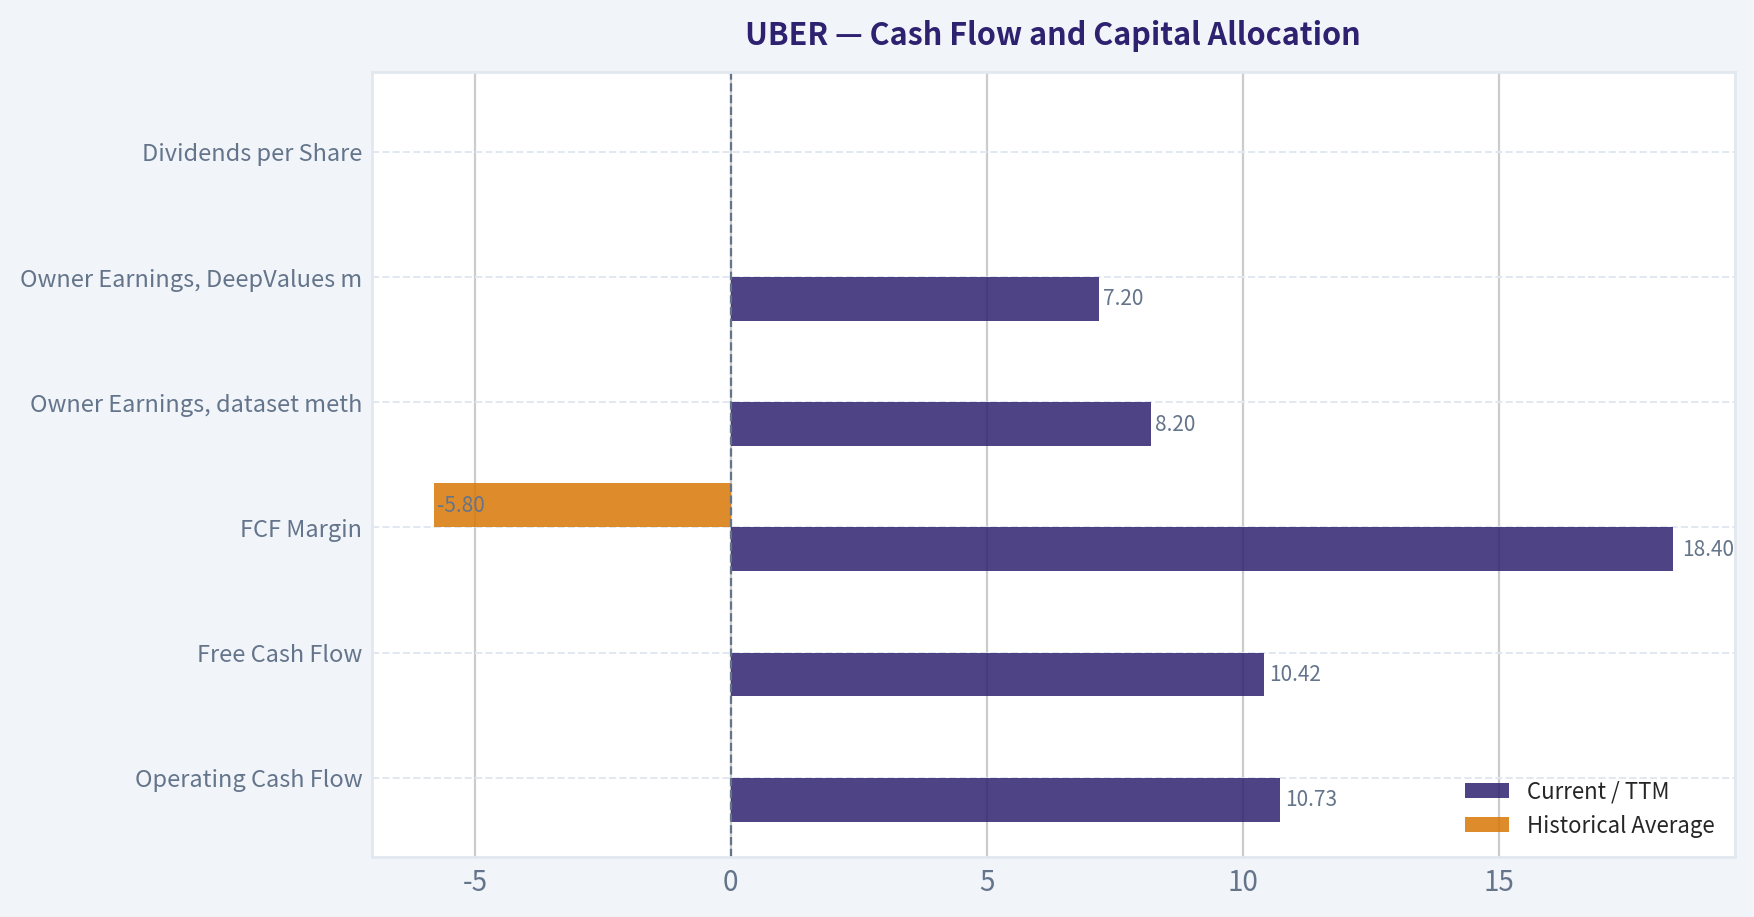 UBER — Cash Flow and Capital Allocation
Dividends per Share
Owner Earnings, DeepValues m
7.20
Owner Earnings, dataset meth
8.20
-5.80
FCF Margin
18.40
Free Cash Flow
10.42
Operating Cash Flow
10.73
Current / TTM
Historical Average
-5 0 5 10 15